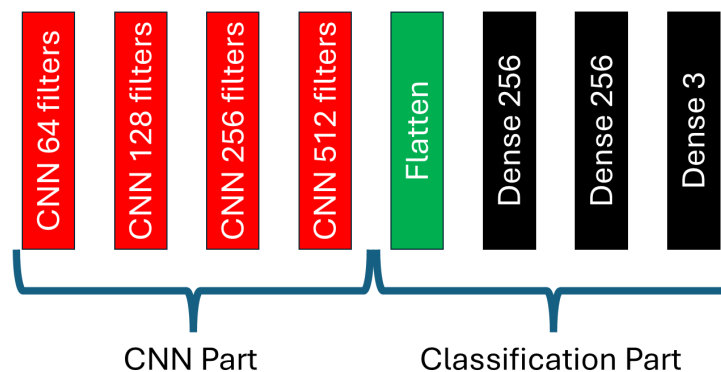 CNN 64 filters
CNN 128 filters
CNN 256 filters
CNN 512 filters
Flatten
Dense 256
Dense 256
Dense 3
CNN Part
Classification Part